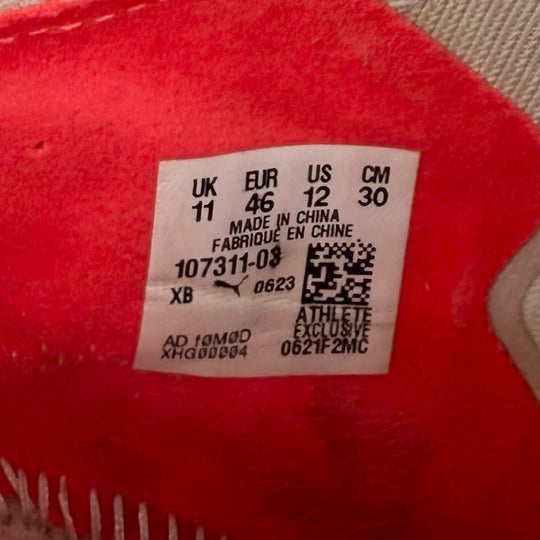 UK EUR US CM
11 46 12 30
MADE IN CHINA
FABRIQUE EN CHINE
107311-03
XB 0623
ATHLETE
EXCLUSIVE
AD 10M0D
XHG00004 0621F2MC